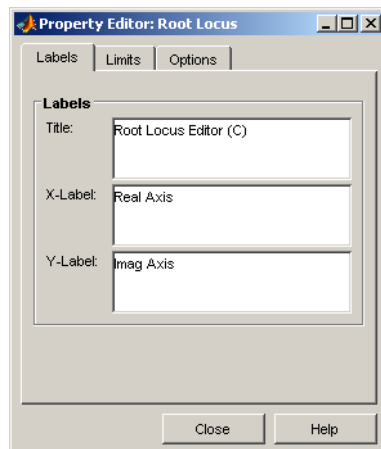 Property Editor: Root Locus
Labels Limits Options
Labels
Title: Root Locus Editor (C)
X-Label: Real Axis
Y-Label: Imag Axis
Close Help